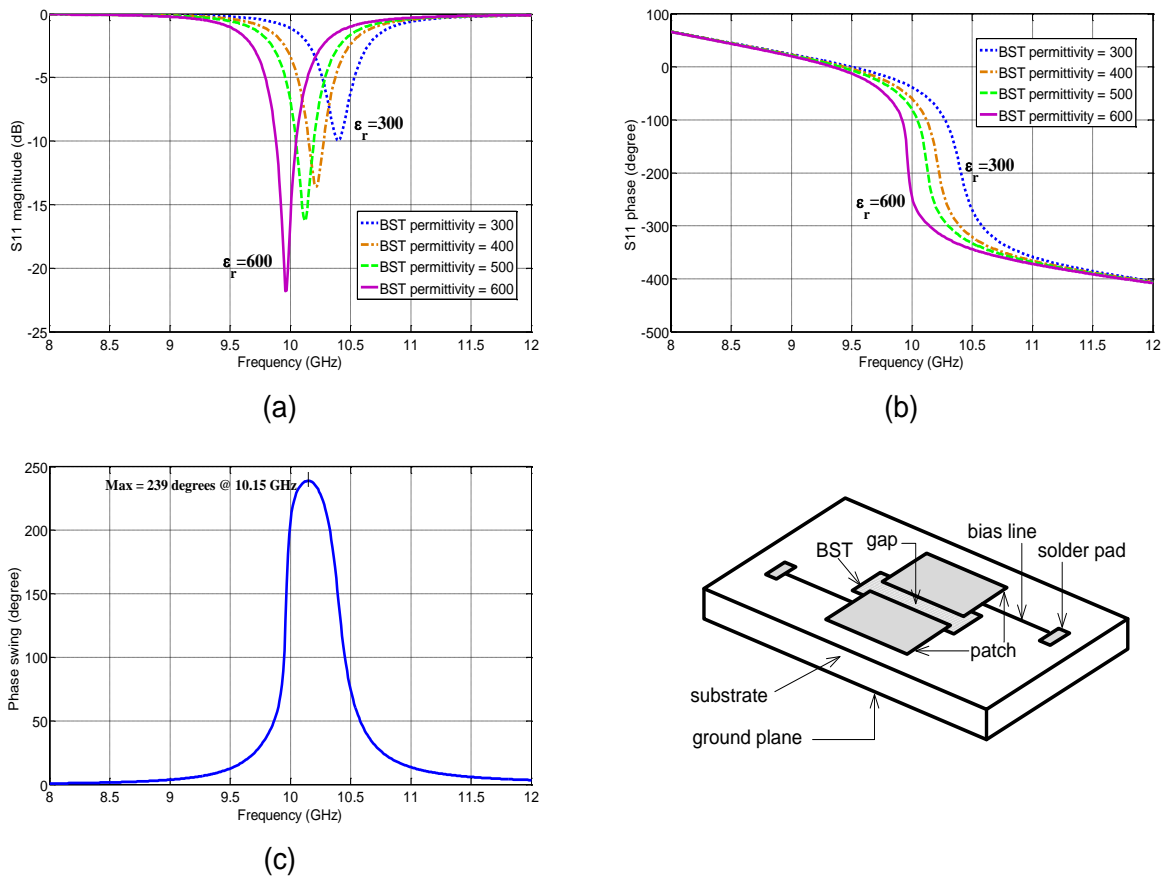 0
−5
−10
−15
−20
−25
S11 magnitude (dB)
ε_r=300
ε_r=600
BST permittivity = 300
BST permittivity = 400
BST permittivity = 500
BST permittivity = 600
8 8.5 9 9.5 10 10.5 11 11.5 12
Frequency (GHz)
(a)
100
0
−100
−200
−300
−400
−500
S11 phase (degree)
BST permittivity = 300
BST permittivity = 400
BST permittivity = 500
BST permittivity = 600
ε_r=300
ε_r=600
8 8.5 9 9.5 10 10.5 11 11.5 12
Frequency (GHz)
(b)
250
200
150
100
50
0
Phase swing (degree)
Max = 239 degrees @ 10.15 GHz
8 8.5 9 9.5 10 10.5 11 11.5 12
Frequency (GHz)
(c)
BST
gap
bias line
solder pad
patch
substrate
ground plane